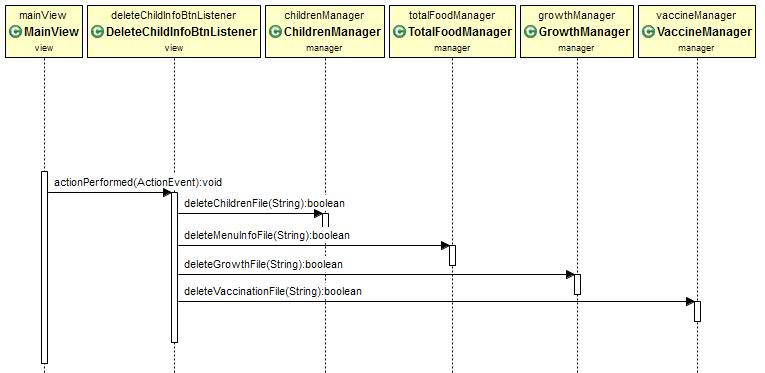 mainView
MainView
view
deleteChildInfoBtnListener
DeleteChildInfoBtnListener
view
childrenManager
ChildrenManager
manager
totalFoodManager
TotalFoodManager
manager
growthManager
GrowthManager
manager
vaccineManager
VaccineManager
manager
actionPerformed(ActionEvent):void
deleteChildrenFile(String):boolean
deleteMenuInfoFile(String):boolean
deleteGrowthFile(String):boolean
deleteVaccinationFile(String):boolean